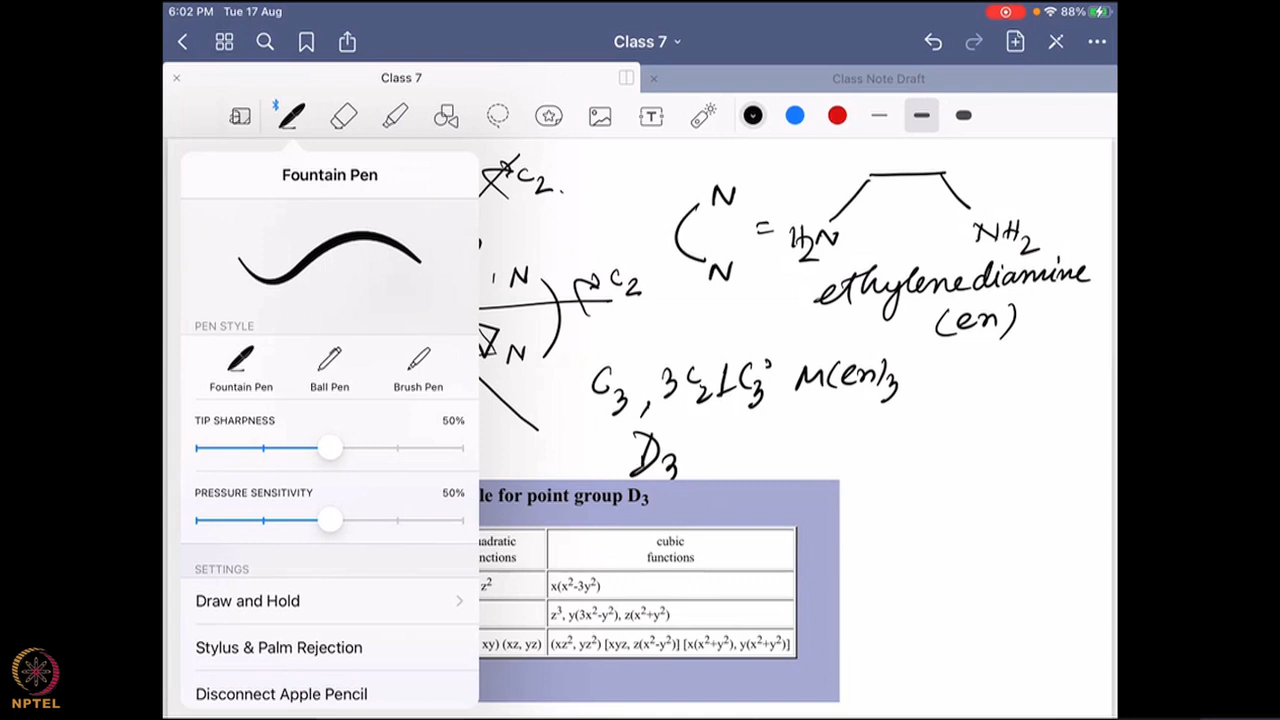 6:02 PM Tue 17 Aug 88%
Class 7
Class 7
Class Note Draft
T
Fountain Pen
PEN STYLE
Fountain Pen Ball Pen Brush Pen
TIP SHARPNESS 50%
PRESSURE SENSITIVITY 50%
SETTINGS
Draw and Hold
Stylus & Palm Rejection
Disconnect Apple Pencil
C2.
N
N C2
N
N
N = H2N NH2
ethylenediamine
(en)
C3, 3C2⊥C3 M(en)3
D3
le for point group D3
cubic
functions
z2 x(x2-3y2)
z3, y(3x2-y2), z(x2+y2)
xy) (xz, yz) (xz2, yz2) [xyz, z(x2-y2)] [x(x2+y2), y(x2+y2)]
NPTEL